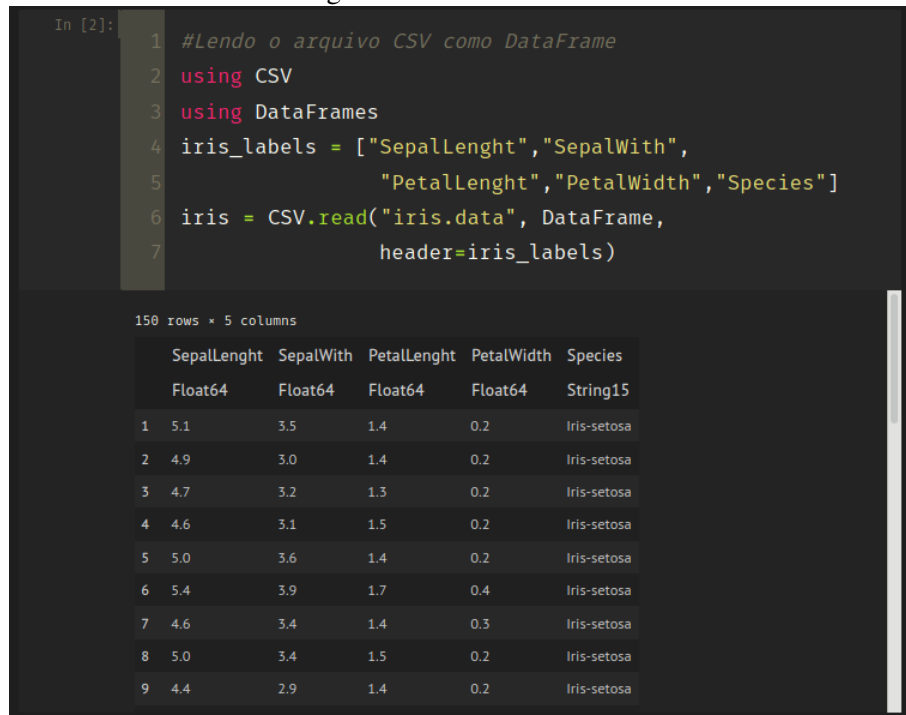 In [2]:
1 #Lendo o arquivo CSV como DataFrame
2 using CSV
3 using DataFrames
4 iris_labels = ["SepalLenght","SepalWith",
5 "PetalLenght","PetalWidth","Species"]
6 iris = CSV.read("iris.data", DataFrame,
7 header=iris_labels)
150 rows × 5 columns
SepalLenght SepalWith PetalLenght PetalWidth Species
Float64 Float64 Float64 Float64 String15
1 5.1 3.5 1.4 0.2 Iris-setosa
2 4.9 3.0 1.4 0.2 Iris-setosa
3 4.7 3.2 1.3 0.2 Iris-setosa
4 4.6 3.1 1.5 0.2 Iris-setosa
5 5.0 3.6 1.4 0.2 Iris-setosa
6 5.4 3.9 1.7 0.4 Iris-setosa
7 4.6 3.4 1.4 0.3 Iris-setosa
8 5.0 3.4 1.5 0.2 Iris-setosa
9 4.4 2.9 1.4 0.2 Iris-setosa